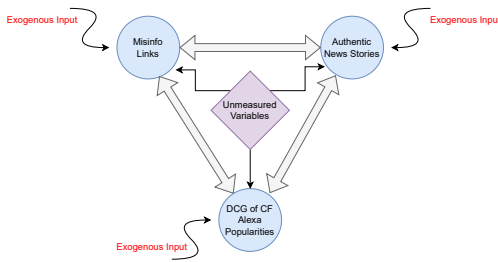 Exogenous Input
Exogenous Input
Misinfo
Links
Authentic
News Stories
Unmeasured
Variables
DCG of CF
Alexa
Popularities
Exogenous Input